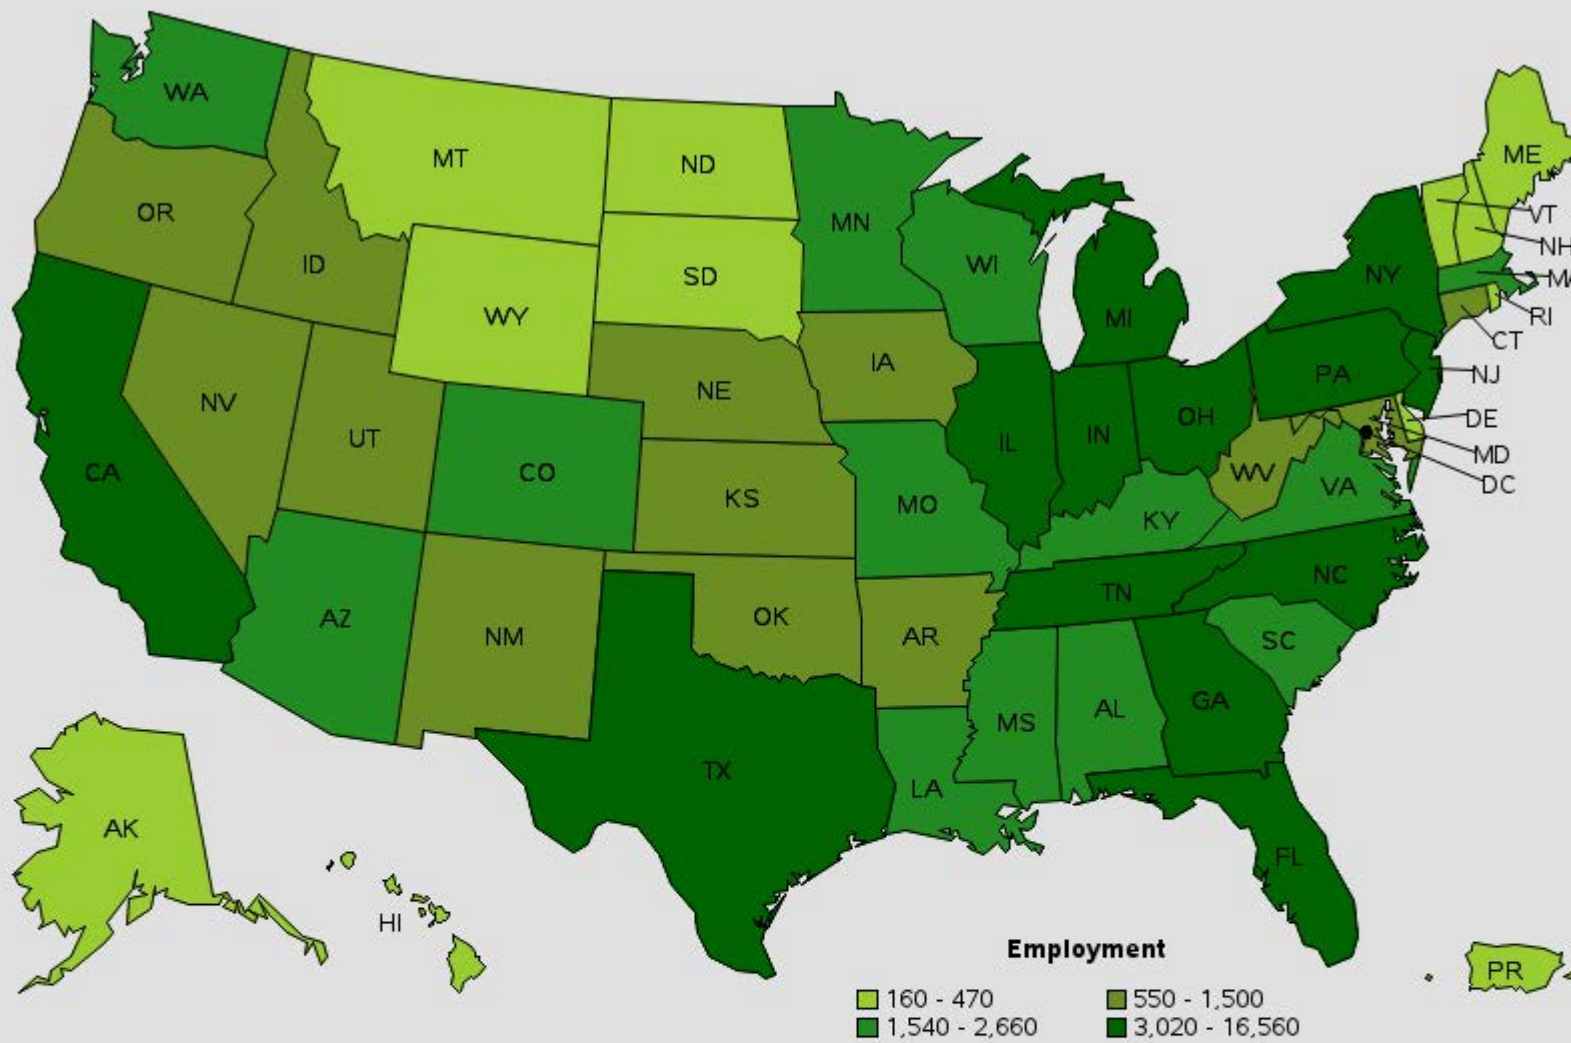 WA
MT
ND
ME
MN
VT
OR
NH
ID
SD
WI
NY
MA
WY
MI
RI
CT
IA
PA
NJ
NE
NV
OH
DE
UT
IL
IN
MD
CA
CO
WV
DC
KS
VA
MO
KY
NC
TN
AZ
OK
NM
AR
SC
GA
AL
MS
TX
LA
AK
FL
HI
Employment
PR
160 - 470
550 - 1,500
1,540 - 2,660
3,020 - 16,560